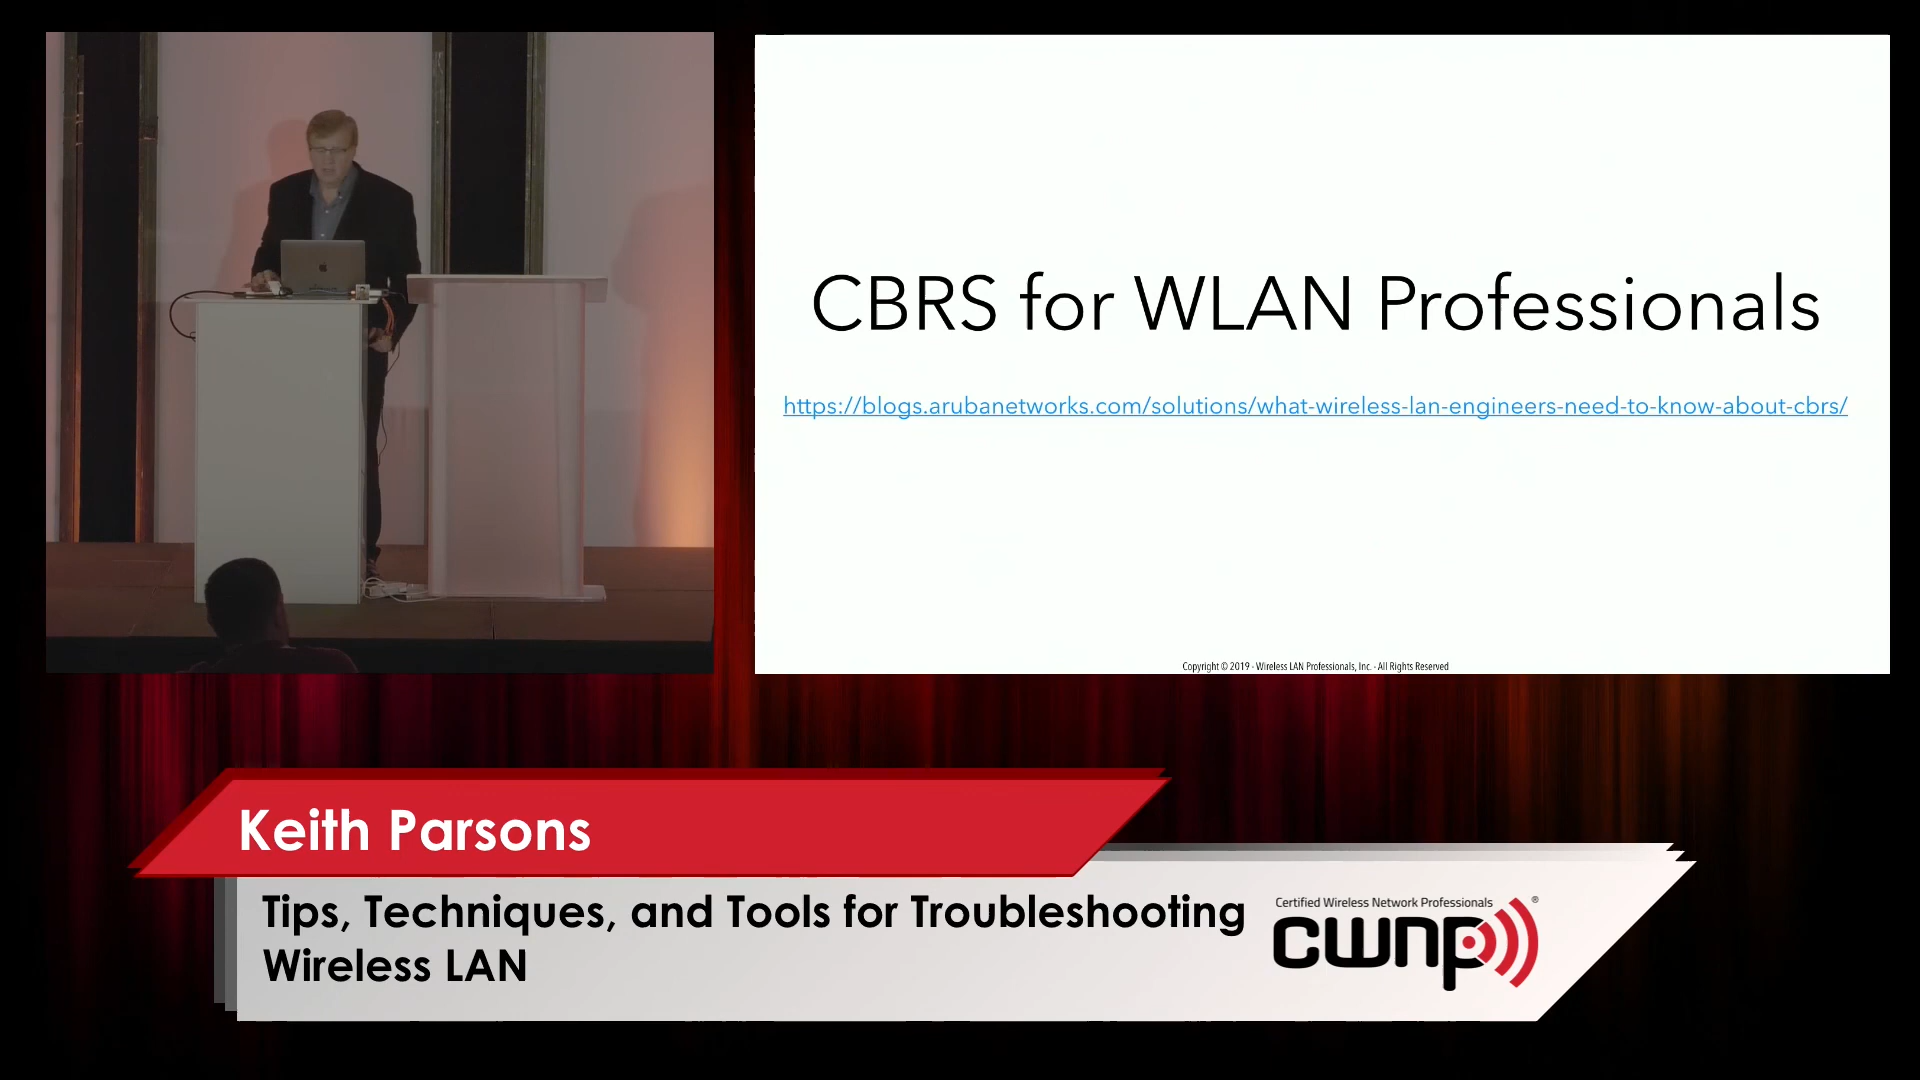 CBRS for WLAN Professionals
https://blogs.arubanetworks.com/solutions/what-wireless-lan-engineers-need-to-know-about-cbrs/
Copyright © 2019 - Wireless LAN Professionals, Inc. - All Rights Reserved
Keith Parsons
Tips, Techniques, and Tools for Troubleshooting
Wireless LAN
Certified Wireless Network Professionals
cwnp®